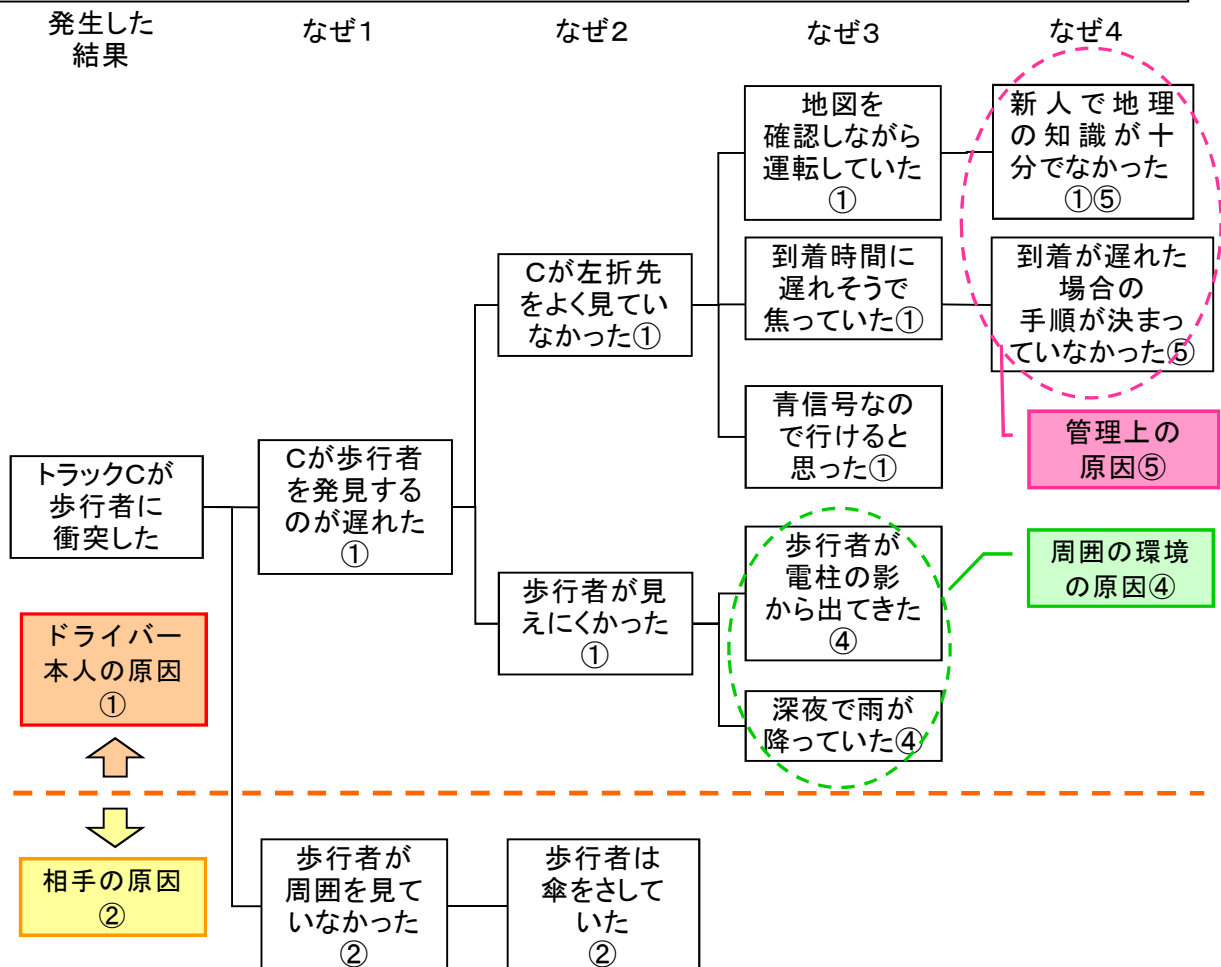 発生した
結果
なぜ1
なぜ2
なぜ3
なぜ4
地図を
確認しながら
運転していた
①
新人で地理
の知識が十
分でなかった
①⑤
Cが左折先
をよく見てい
なかった①
到着時間に
遅れそうで
焦っていた①
到着が遅れた
場合の
手順が決まっ
ていなかった⑤
青信号なの
で行けると
思った①
管理上の
原因⑤
トラックCが
歩行者に
衝突した
Cが歩行者
を発見する
のが遅れた
①
歩行者が見
えにくかった
①
歩行者が
電柱の影
から出てきた
④
周囲の環境
の原因④
ドライバー
本人の原因
①
深夜で雨が
降っていた④
相手の原因
②
歩行者が
周囲を見て
いなかった
②
歩行者は
傘をさして
いた
②